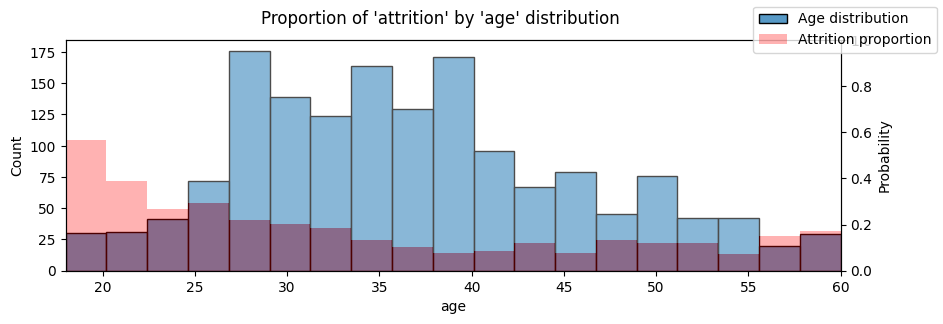 Proportion of 'attrition' by 'age' distribution
Age distribution
Attrition proportion
175
150
125
100
75
50
25
0
Count
0.8
0.6
0.4
0.2
0.0
Probability
20 25 30 35 40 45 50 55 60
age